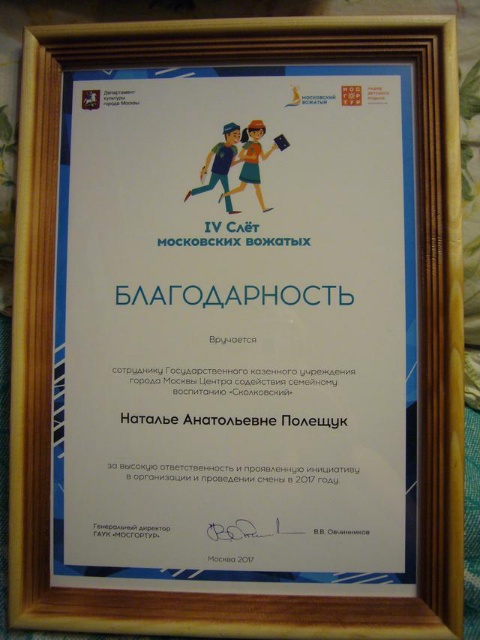 Департамент
культуры
города Москвы
МОСКОВСКИЙ
ВОЖАТЫЙ
МОС
ГОР
ТУР
IV Слёт
московских вожатых
БЛАГОДАРНОСТЬ
Вручается
сотруднику Государственного казенного учреждения
города Москвы Центра содействия семейному
воспитанию «Сколковский»
Наталье Анатольевне Полещук
за высокую ответственность и проявленную инициативу
в организации и проведении смены в 2017 году.
Генеральный директор
ГАУК «МОСГОРТУР»
В.В. Овчинников
Москва 2017